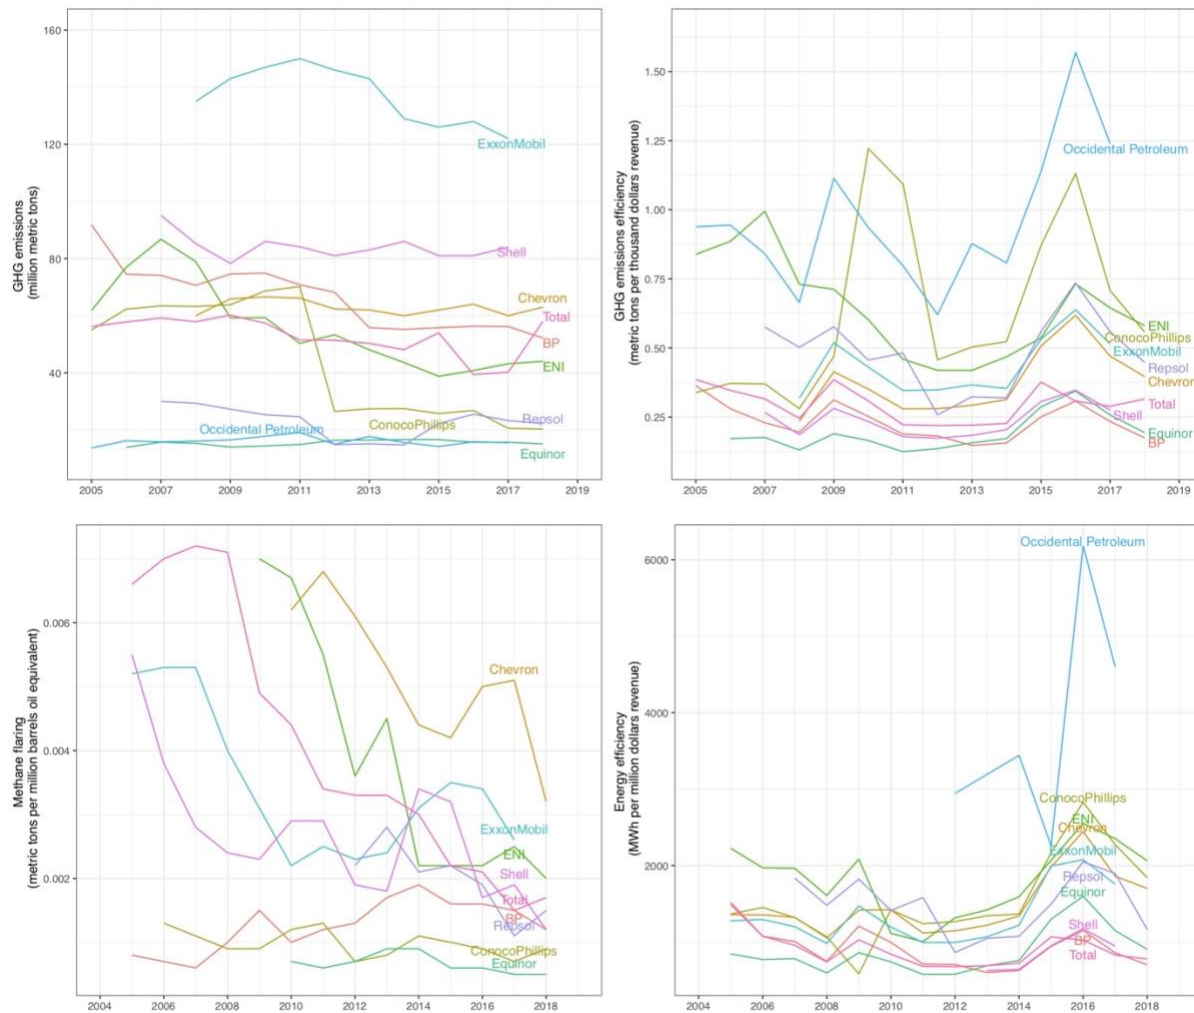 160
120
80
40
GHG emissions
(million metric tons)
ExxonMobil
Shell
Chevron
Total
BP
ENI
Repsol
ConocoPhillips
Occidental Petroleum
Equinor
2005 2007 2009 2011 2013 2015 2017 2019
1.50
1.25
1.00
0.75
0.50
0.25
GHG emissions efficiency
(metric tons per thousand dollars revenue)
Occidental Petroleum
ENI
ConocoPhillips
ExxonMobil
Repsol
Chevron
Total
Shell
Equinor
BP
2005 2007 2009 2011 2013 2015 2017 2019
0.006
0.004
0.002
Methane flaring
(metric tons per million barrels oil equivalent)
Chevron
ExxonMobil
ENI
Shell
Total
BP
Repsol
ConocoPhillips
Equinor
2004 2006 2008 2010 2012 2014 2016 2018
6000
4000
2000
Energy efficiency
(MWh per million dollars revenue)
Occidental Petroleum
ConocoPhillips
ENI
Chevron
ExxonMobil
Repsol
Equinor
Shell
BP
Total
2004 2006 2008 2010 2012 2014 2016 2018